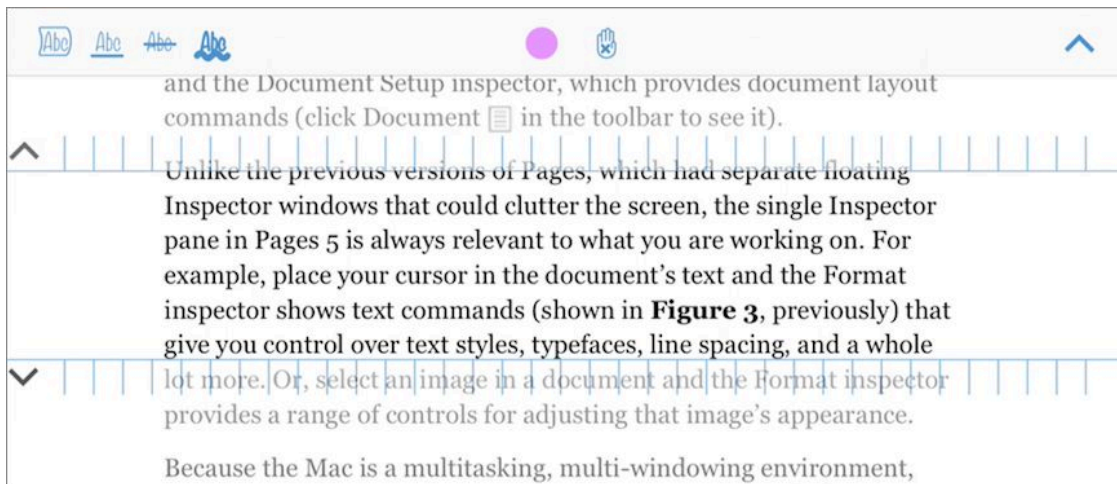 Abc Abc Abc Abc
and the Document Setup inspector, which provides document layout
commands (click Document in the toolbar to see it).
Unlike the previous versions of Pages, which had separate floating
Inspector windows that could clutter the screen, the single Inspector
pane in Pages 5 is always relevant to what you are working on. For
example, place your cursor in the document’s text and the Format
inspector shows text commands (shown in Figure 3, previously) that
give you control over text styles, typefaces, line spacing, and a whole
lot more. Or, select an image in a document and the Format inspector
provides a range of controls for adjusting that image’s appearance.
Because the Mac is a multitasking, multi-windowing environment,